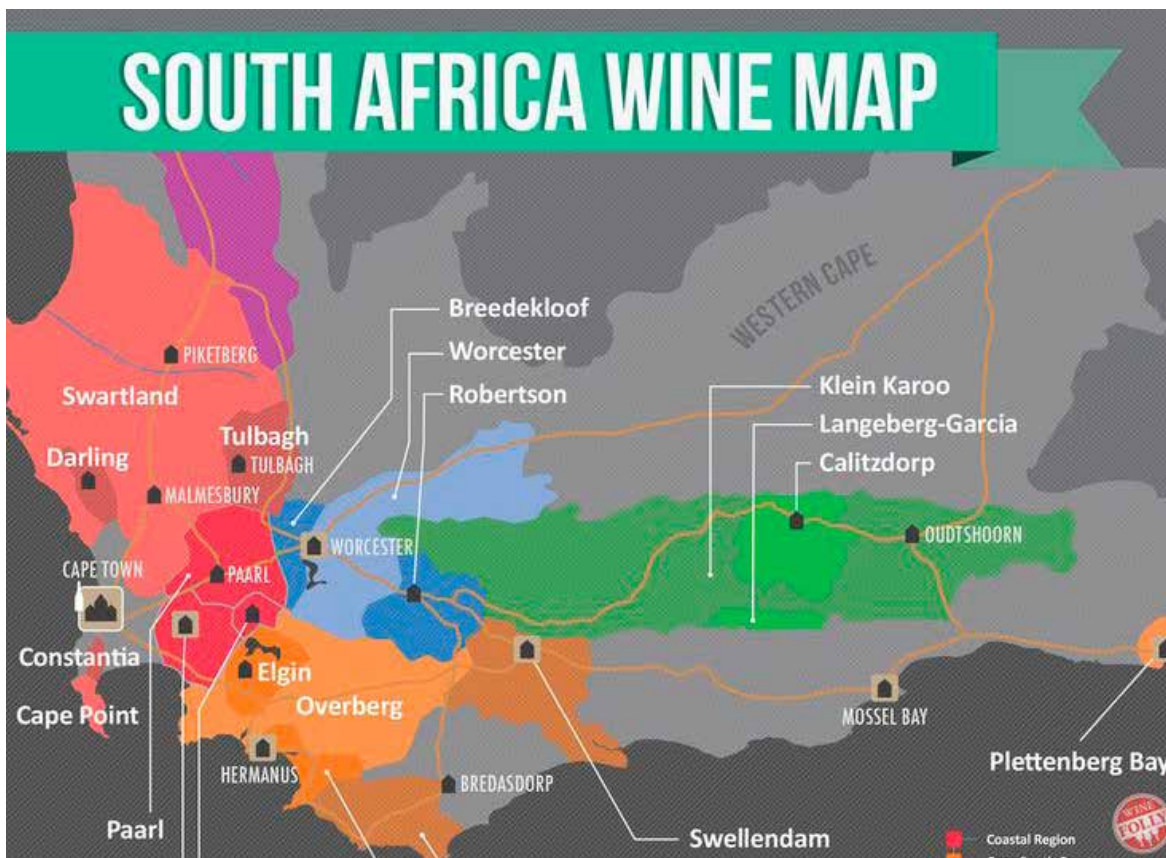 SOUTH AFRICA WINE MAP
WESTERN CAPE
Breedekloof
Worcester
Robertson
PIKETBERG
Swartland
Klein Karoo
Langeberg-Garcia
Calitzdorp
Tulbagh
TULBAGH
Darling
MALMESBURY
OUDTSHOORN
WORCESTER
CAPE TOWN
PAARL
Constantia
Elgin
Overberg
Cape Point
MOSSEL BAY
HERMANUS
BREDASDORP
Plettenberg Bay
Paarl
Swellendam
Coastal Region
WINE
FOLLY